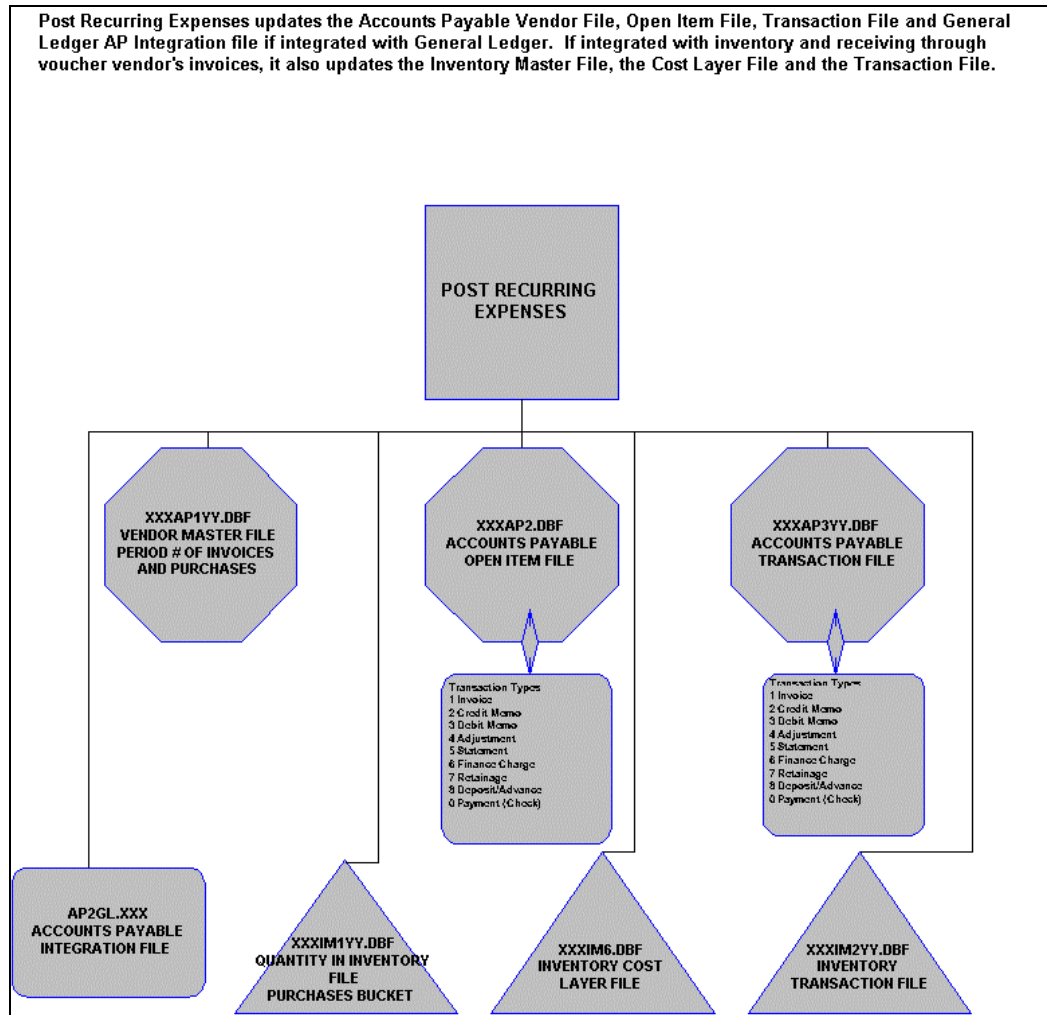 Post Recurring Expenses updates the Accounts Payable Vendor File, Open Item File, Transaction File and General
Ledger AP Integration file if integrated with General Ledger.  If integrated with inventory and receiving through
voucher vendor's invoices, it also updates the Inventory Master File, the Cost Layer File and the Transaction File.
POST RECURRING
EXPENSES
XXXAP1YY.DBF
VENDOR MASTER FILE
PERIOD # OF INVOICES
AND PURCHASES
XXXAP2.DBF
ACCOUNTS PAYABLE
OPEN ITEM FILE
XXXAP3YY.DBF
ACCOUNTS PAYABLE
TRANSACTION FILE
Transaction Types
1 Invoice
2 Credit Memo
3 Debit Memo
4 Adjustment
5 Statement
6 Finance Charge
7 Retainage
8 Deposit/Advance
0 Payment (Check)
Transaction Types
1 Invoice
2 Credit Memo
3 Debit Memo
4 Adjustment
5 Statement
6 Finance Charge
7 Retainage
8 Deposit/Advance
0 Payment (Check)
AP2GL.XXX
ACCOUNTS PAYABLE
INTEGRATION FILE
XXXIM1YY.DBF
QUANTITY IN INVENTORY
FILE
PURCHASES BUCKET
XXXIM6.DBF
INVENTORY COST
LAYER FILE
XXXIM2YY.DBF
INVENTORY
TRANSACTION FILE